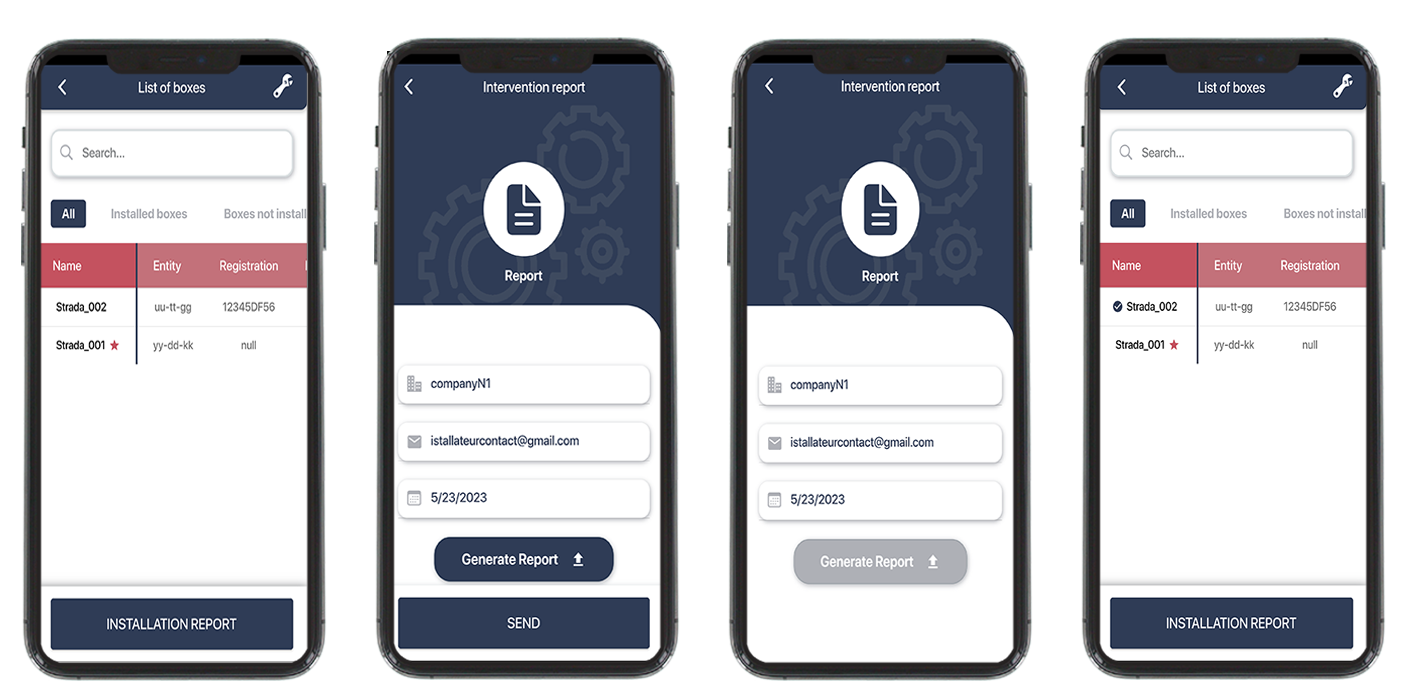 List of boxes
Search...
All Installed boxes Boxes not install
Name Entity Registration
Strada_002 uu-tt-gg 12345DF56
Strada_001 yy-dd-kk null
INSTALLATION REPORT
Intervention report
Report
companyN1
istallateurcontact@gmail.com
5/23/2023
Generate Report
SEND
Intervention report
Report
companyN1
istallateurcontact@gmail.com
5/23/2023
Generate Report
List of boxes
Search...
All Installed boxes Boxes not install
Name Entity Registration
Strada_002 uu-tt-gg 12345DF56
Strada_001 yy-dd-kk null
INSTALLATION REPORT